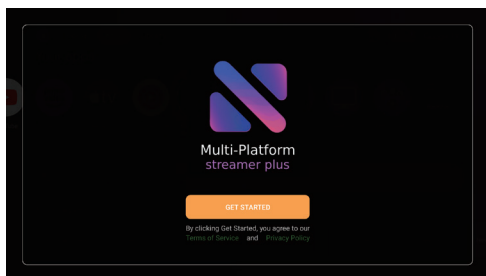 Multi-Platform
streamer plus
GET STARTED
By clicking Get Started, you agree to our
Terms of Service and Privacy Policy